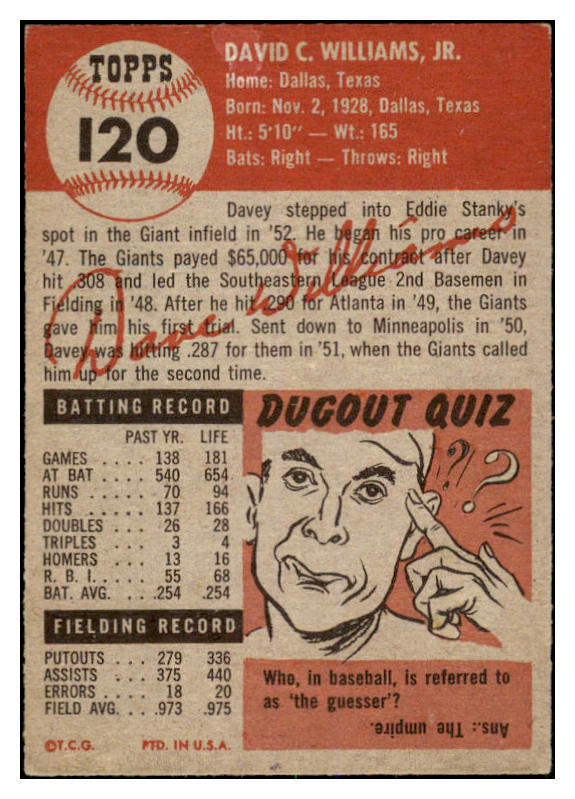 TOPPS
120
DAVID C. WILLIAMS, JR.
Home: Dallas, Texas
Born: Nov. 2, 1928, Dallas, Texas
Ht.: 5'10" — Wt.: 165
Bats: Right — Throws: Right
Davey stepped into Eddie Stanky's
spot in the Giant infield in '52. He began his pro career in
'47. The Giants payed $65,000 for his contract after Davey
hit .308 and led the Southeastern League 2nd Basemen in
Fielding in '48. After he hit .290 for Atlanta in '49, the Giants
gave him his first trial. Sent down to Minneapolis in '50,
Davey was hitting .287 for them in '51, when the Giants called
him up for the second time.
Dave Williams
BATTING RECORD
PAST YR. LIFE
GAMES .... 138 181
AT BAT .... 540 654
RUNS .... 70 94
HITS .... 137 166
DOUBLES ... 26 28
TRIPLES ... 3 4
HOMERS ... 13 16
R. B. I..... 55 68
BAT. AVG. ... .254 .254
FIELDING RECORD
PUTOUTS ... 279 336
ASSISTS .... 375 440
ERRORS .... 18 20
FIELD AVG. ... .973 .975
©T.C.G. PTD. IN U.S.A.
DUGOUT QUIZ
?!? ?
Who, in baseball, is referred to
as 'the guesser'?
Ans.: The umpire.